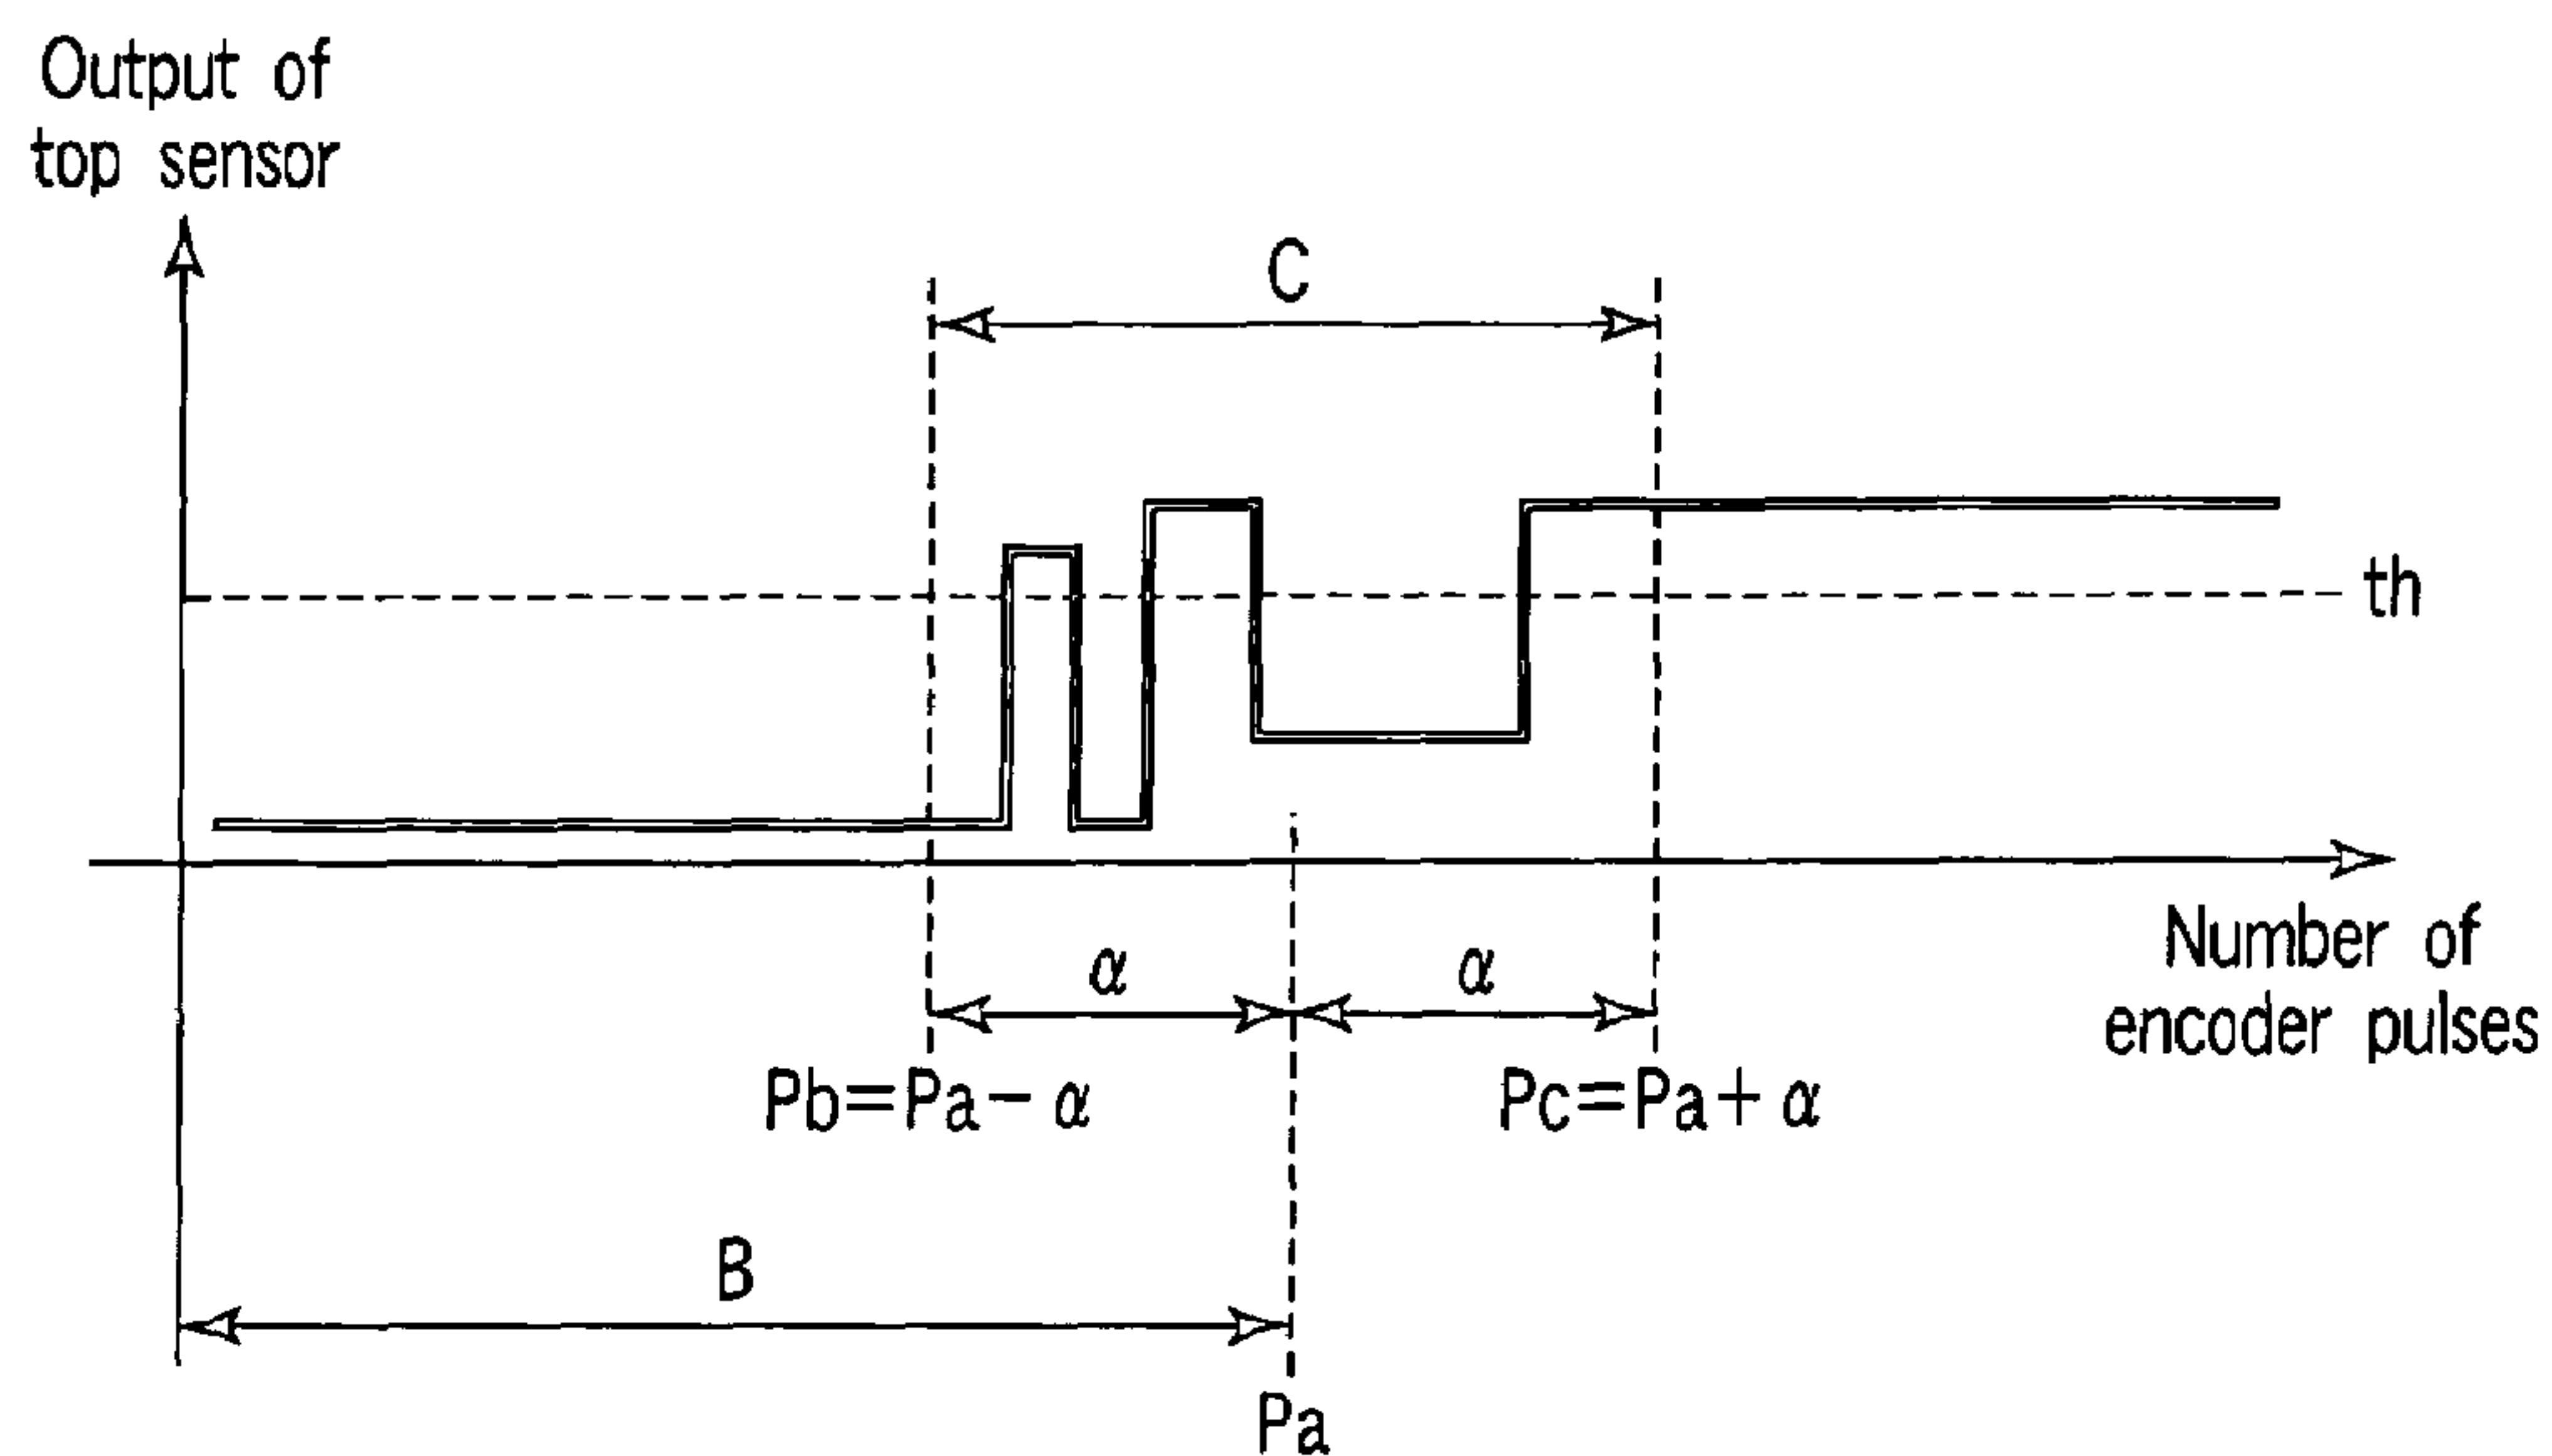 Output of
top sensor
C
th
α
α
Number of
encoder pulses
Pb=Pa-α
Pc=Pa+α
B
Pa